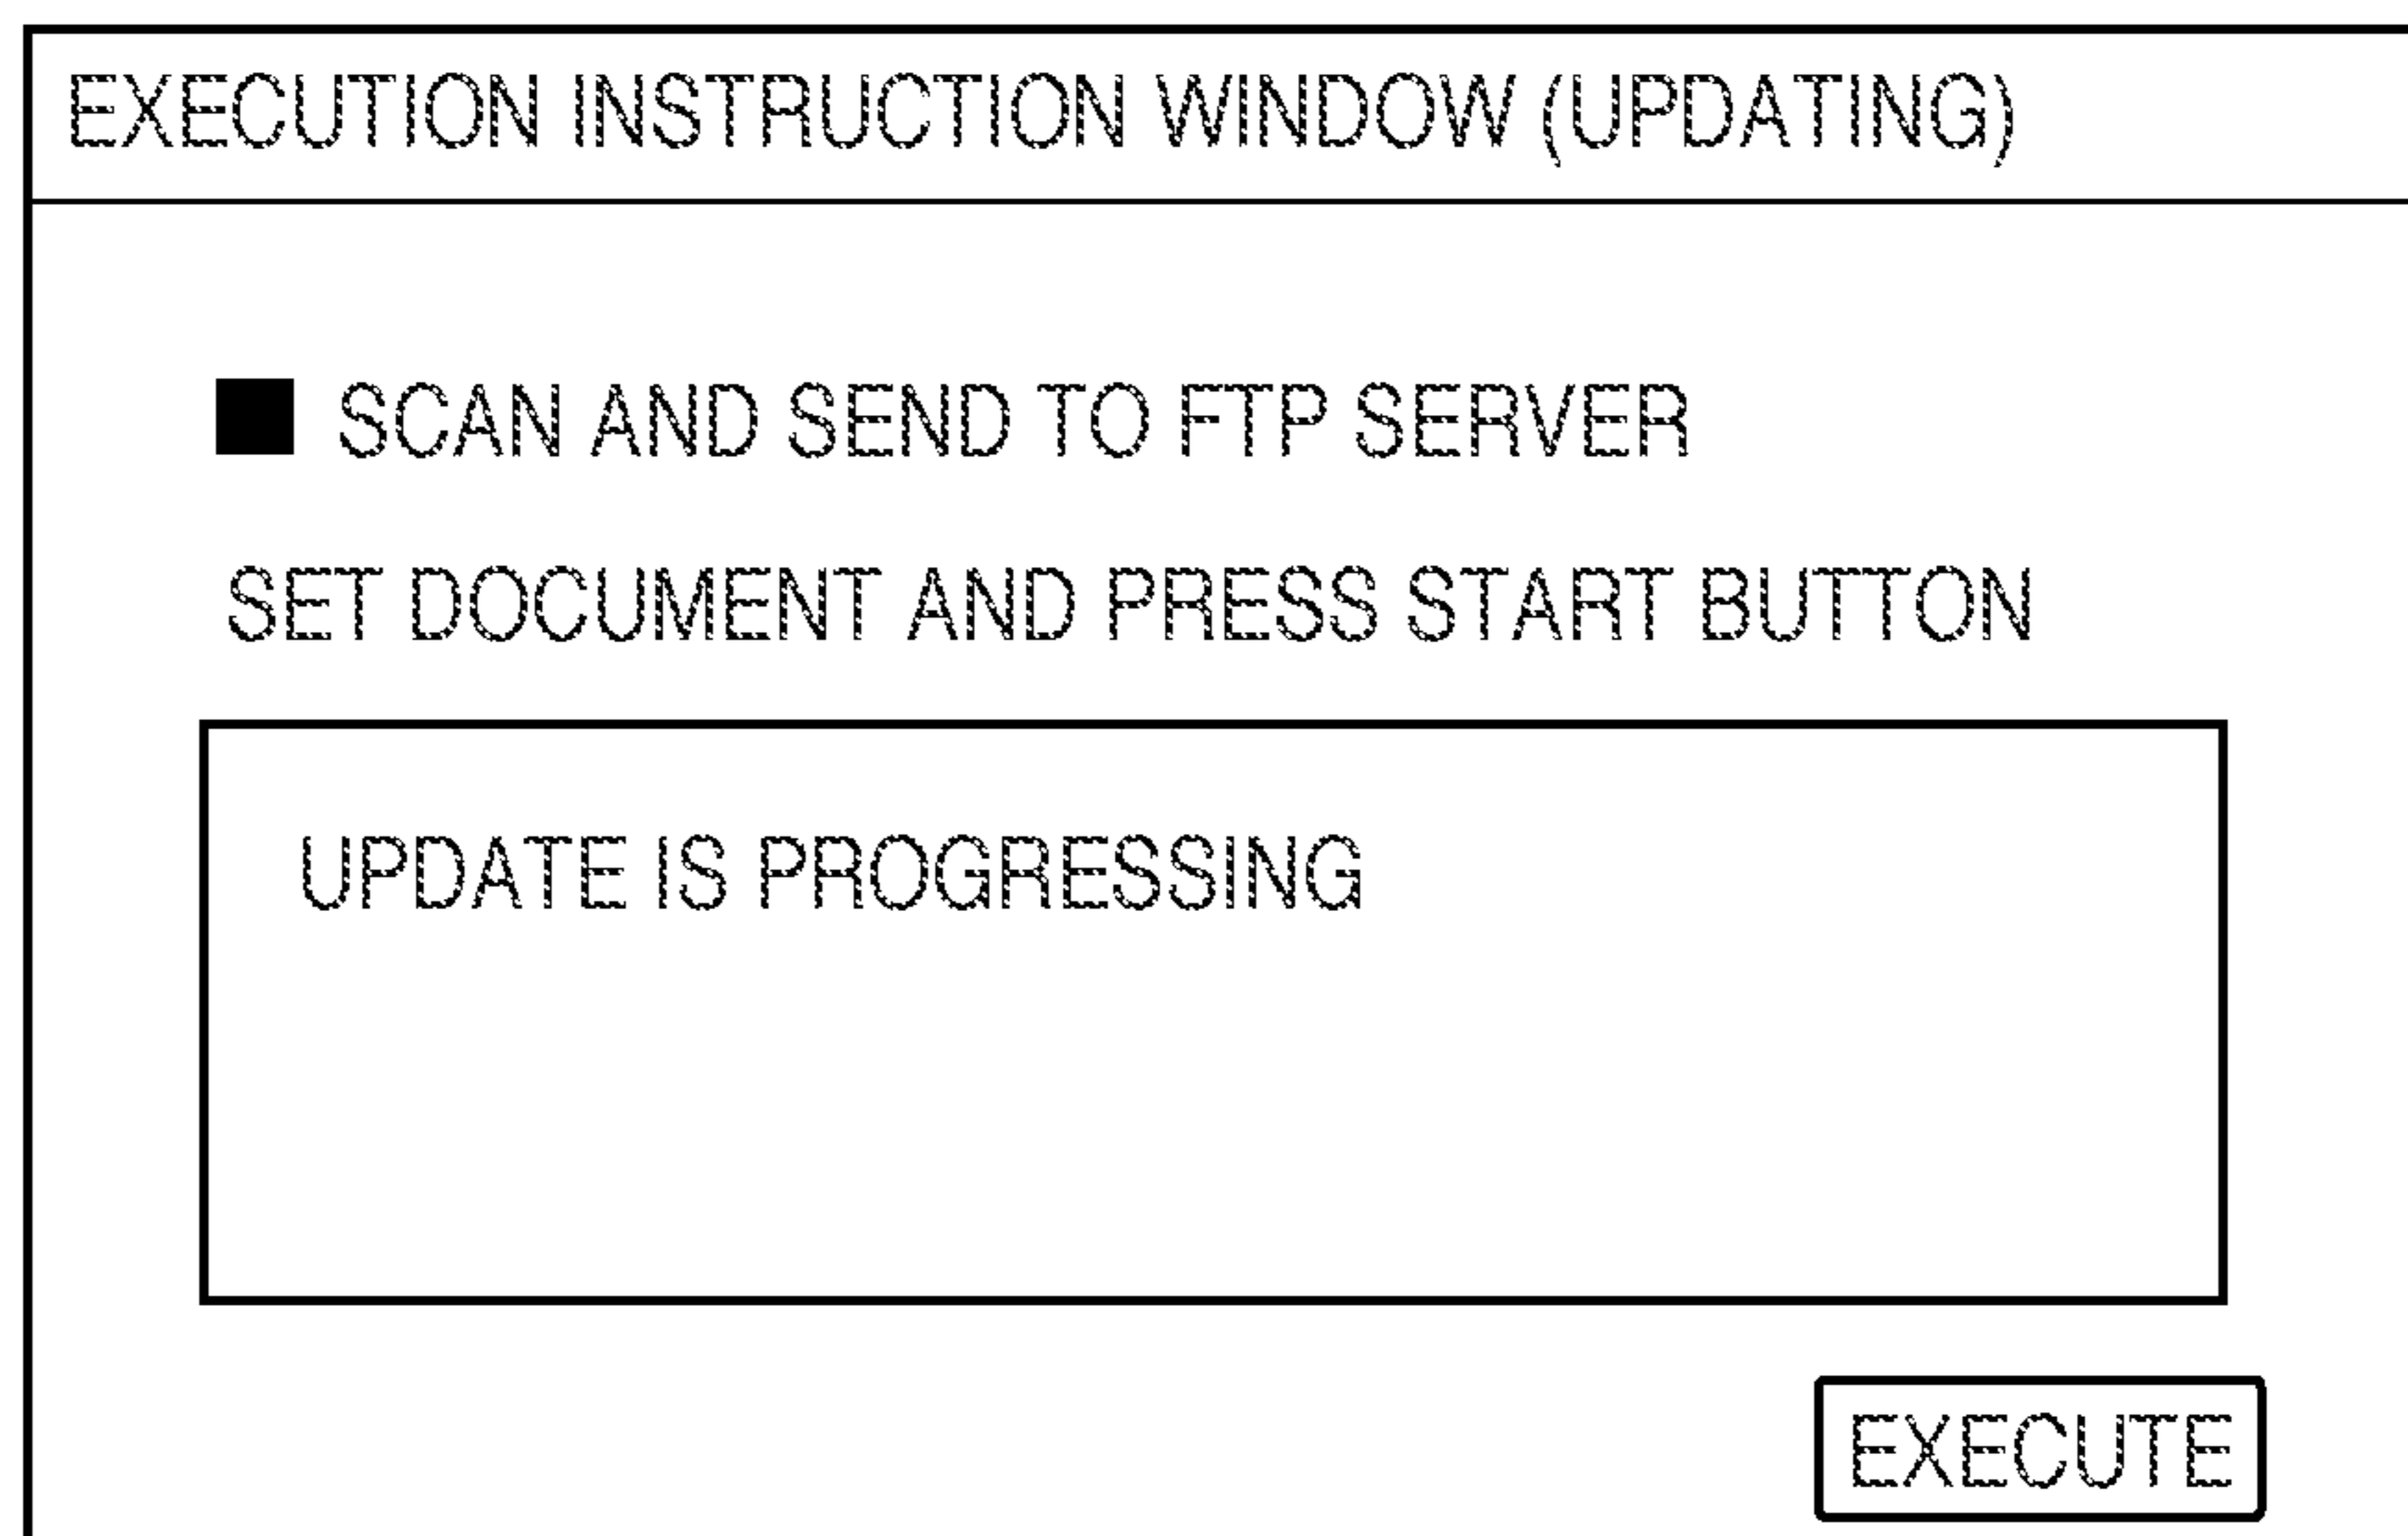 EXECUTION INSTRUCTION WINDOW (UPDATING)
■ SCAN AND SEND TO FTP SERVER
SET DOCUMENT AND PRESS START BUTTON
UPDATE IS PROGRESSING
EXECUTE